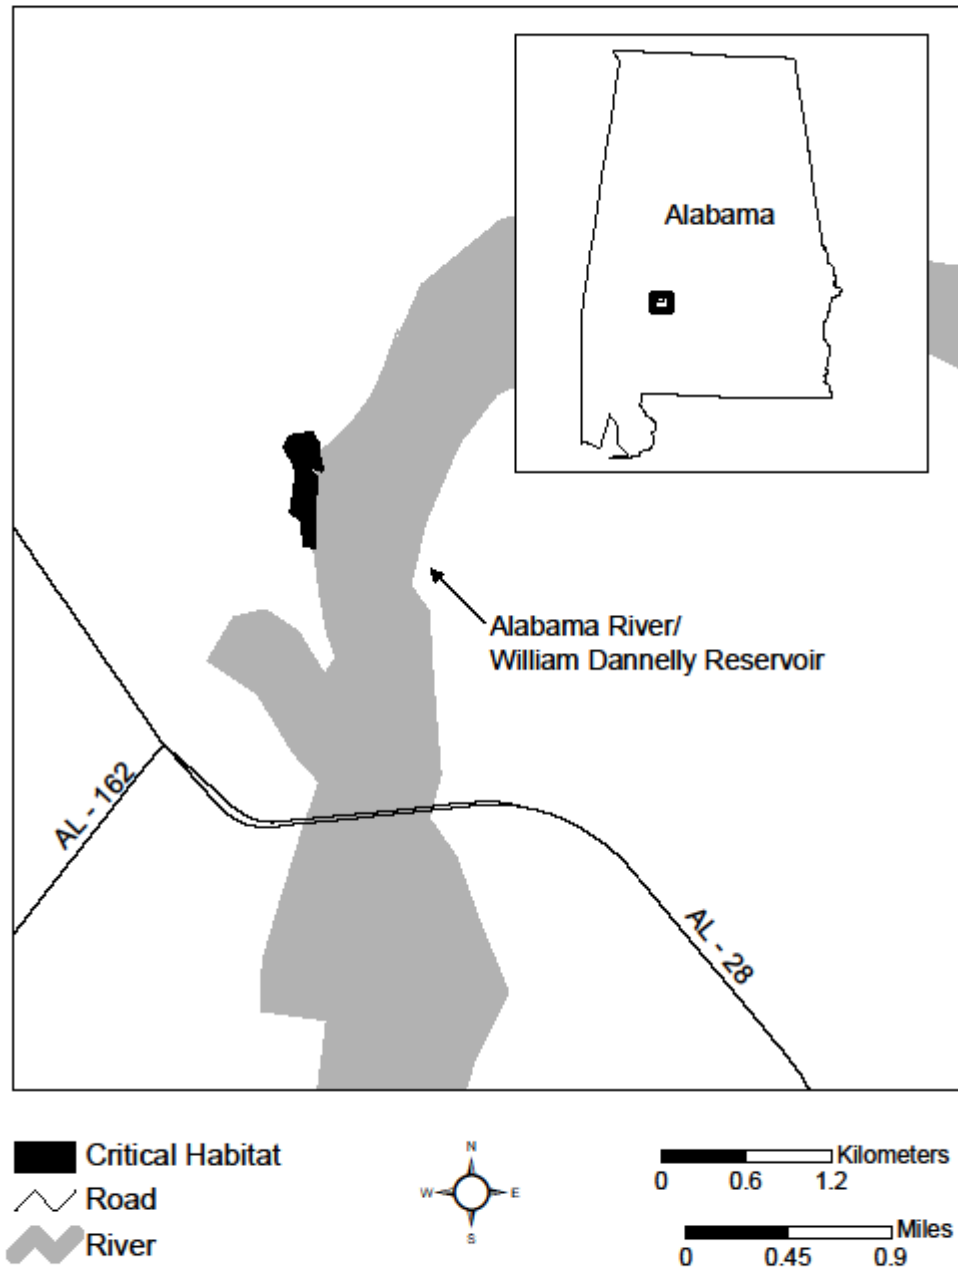 Alabama
Alabama River/
William Dannelly Reservoir
AL - 162
AL - 28
Critical Habitat
Road
River
N
W
E
S
Kilometers
0 0.6 1.2
Miles
0 0.45 0.9